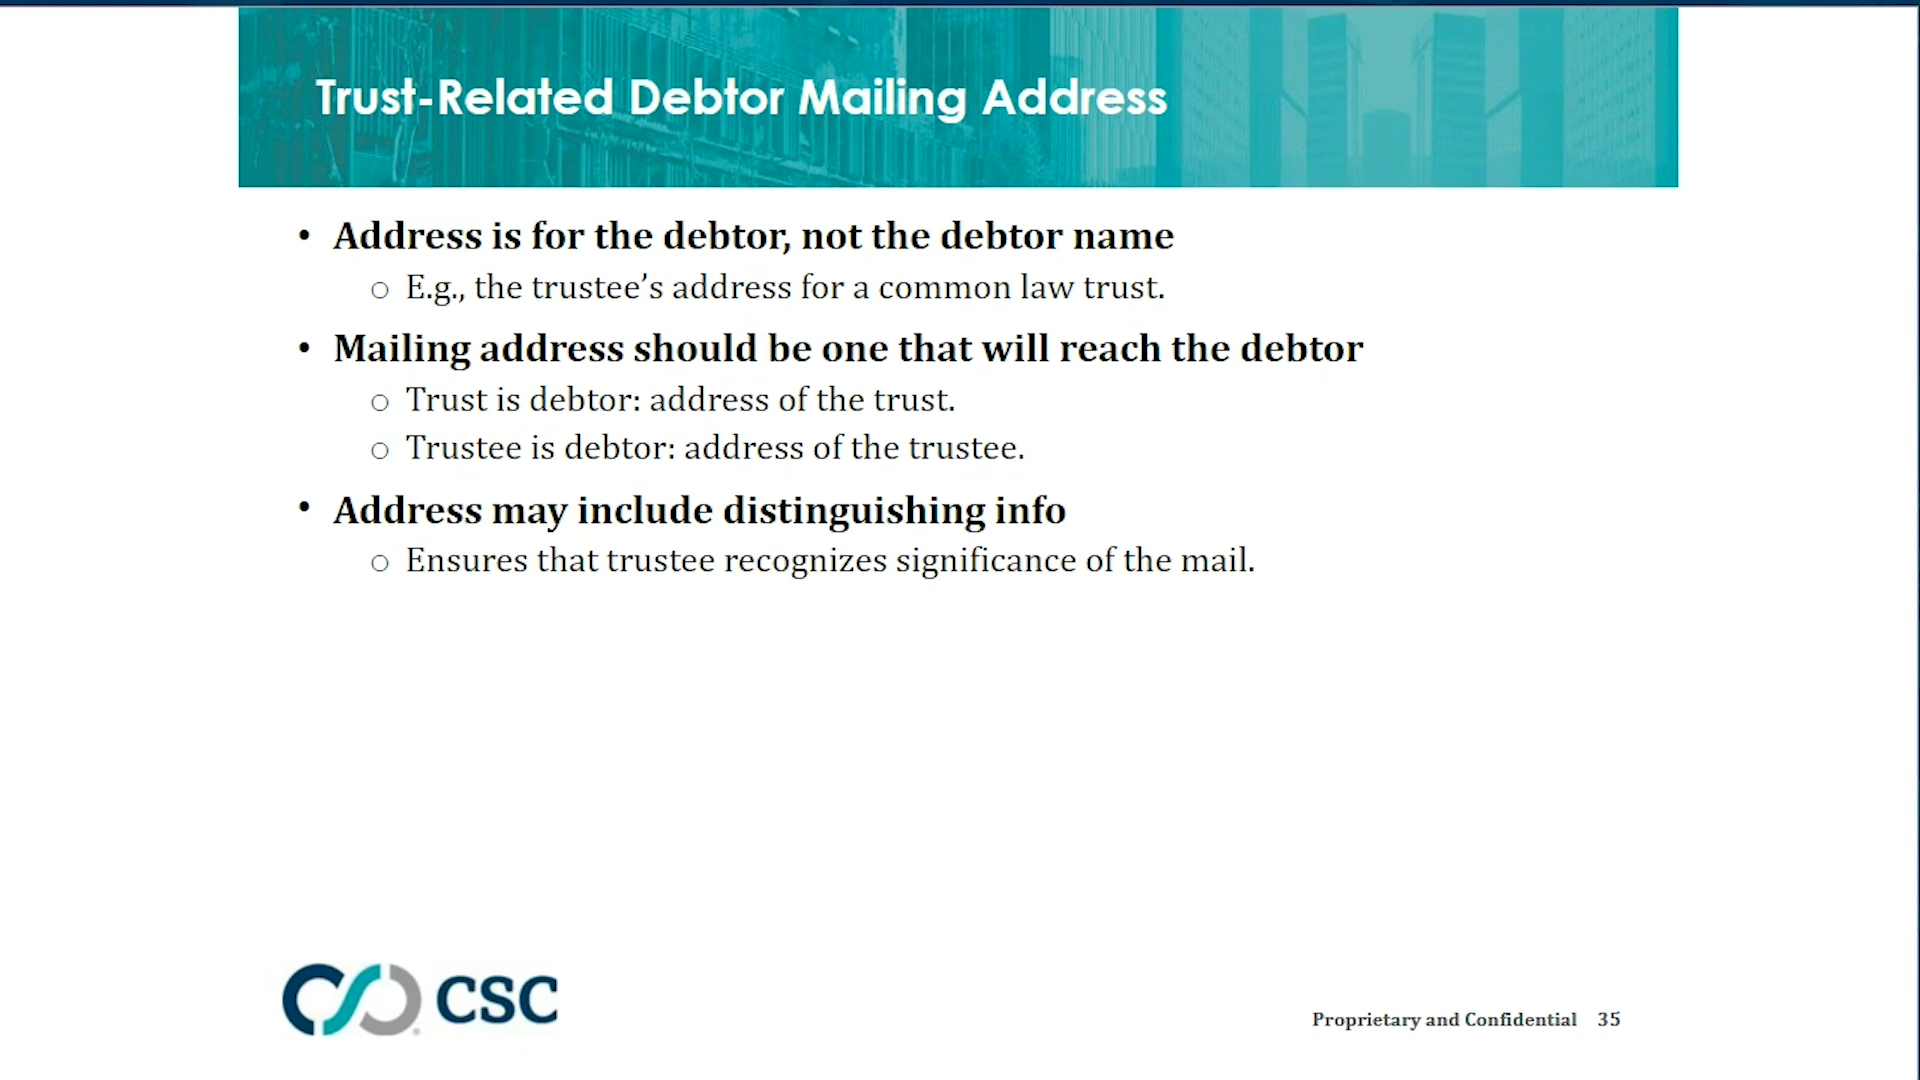 Trust-Related Debtor Mailing Address
• Address is for the debtor, not the debtor name
o E.g., the trustee’s address for a common law trust.
• Mailing address should be one that will reach the debtor
o Trust is debtor: address of the trust.
o Trustee is debtor: address of the trustee.
• Address may include distinguishing info
o Ensures that trustee recognizes significance of the mail.
CSC
Proprietary and Confidential 35